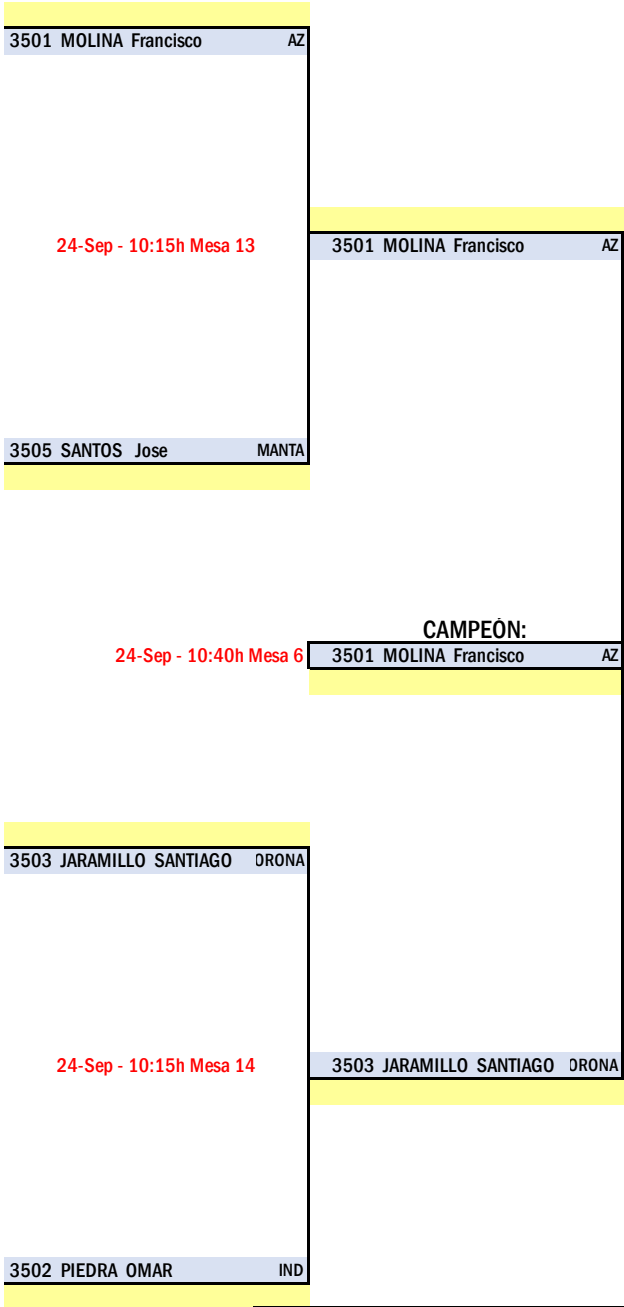 3501 MOLINA Francisco AZ
24-Sep - 10:15h Mesa 13
3501 MOLINA Francisco AZ
3505 SANTOS Jose MANTA
CAMPEÓN:
24-Sep - 10:40h Mesa 6
3501 MOLINA Francisco AZ
3503 JARAMILLO SANTIAGO ORONA
24-Sep - 10:15h Mesa 14
3503 JARAMILLO SANTIAGO ORONA
3502 PIEDRA OMAR IND